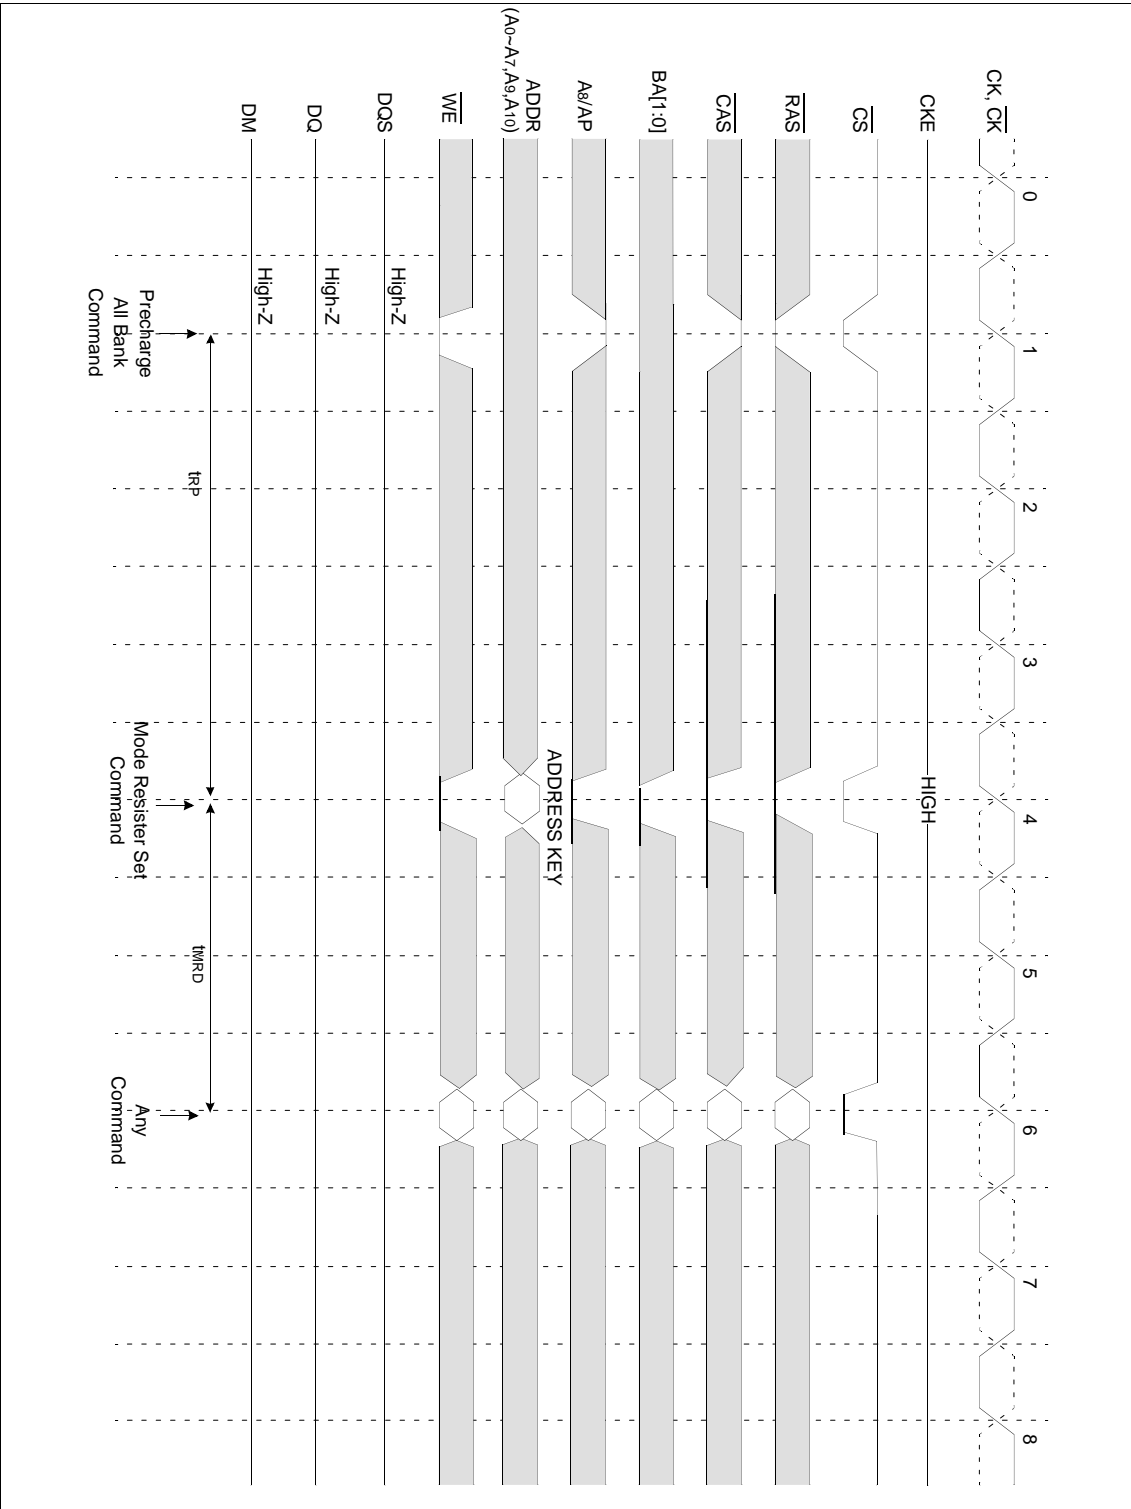 0 1 2 3 4 5 6 7 8
CK, CK
CKE
HIGH
CS
RAS
CAS
BA[1:0]
A8/AP
ADDRESS KEY
ADDR
(A0~A7,A9,A10)
WE
DQS
High-Z
DQ
High-Z
DM
High-Z
tRP
tMRD
Precharge
All Bank
Command
Mode Resister Set
Command
Any
Command